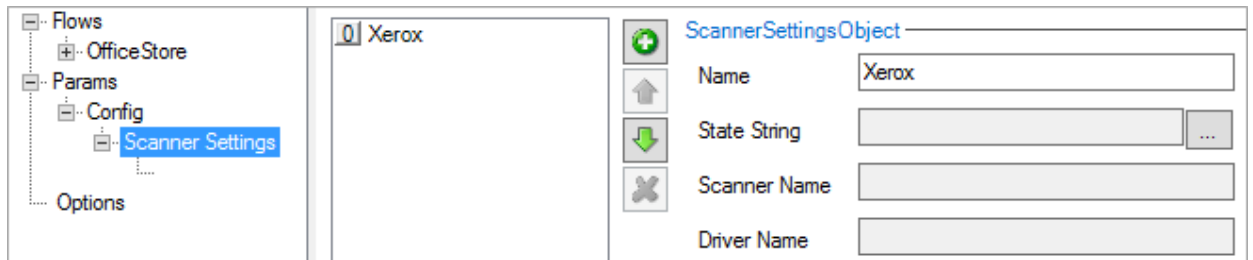 Flows
OfficeStore
Params
Config
Scanner Settings
Options
0 Xerox
ScannerSettingsObject
Name Xerox
State String ...
Scanner Name
Driver Name